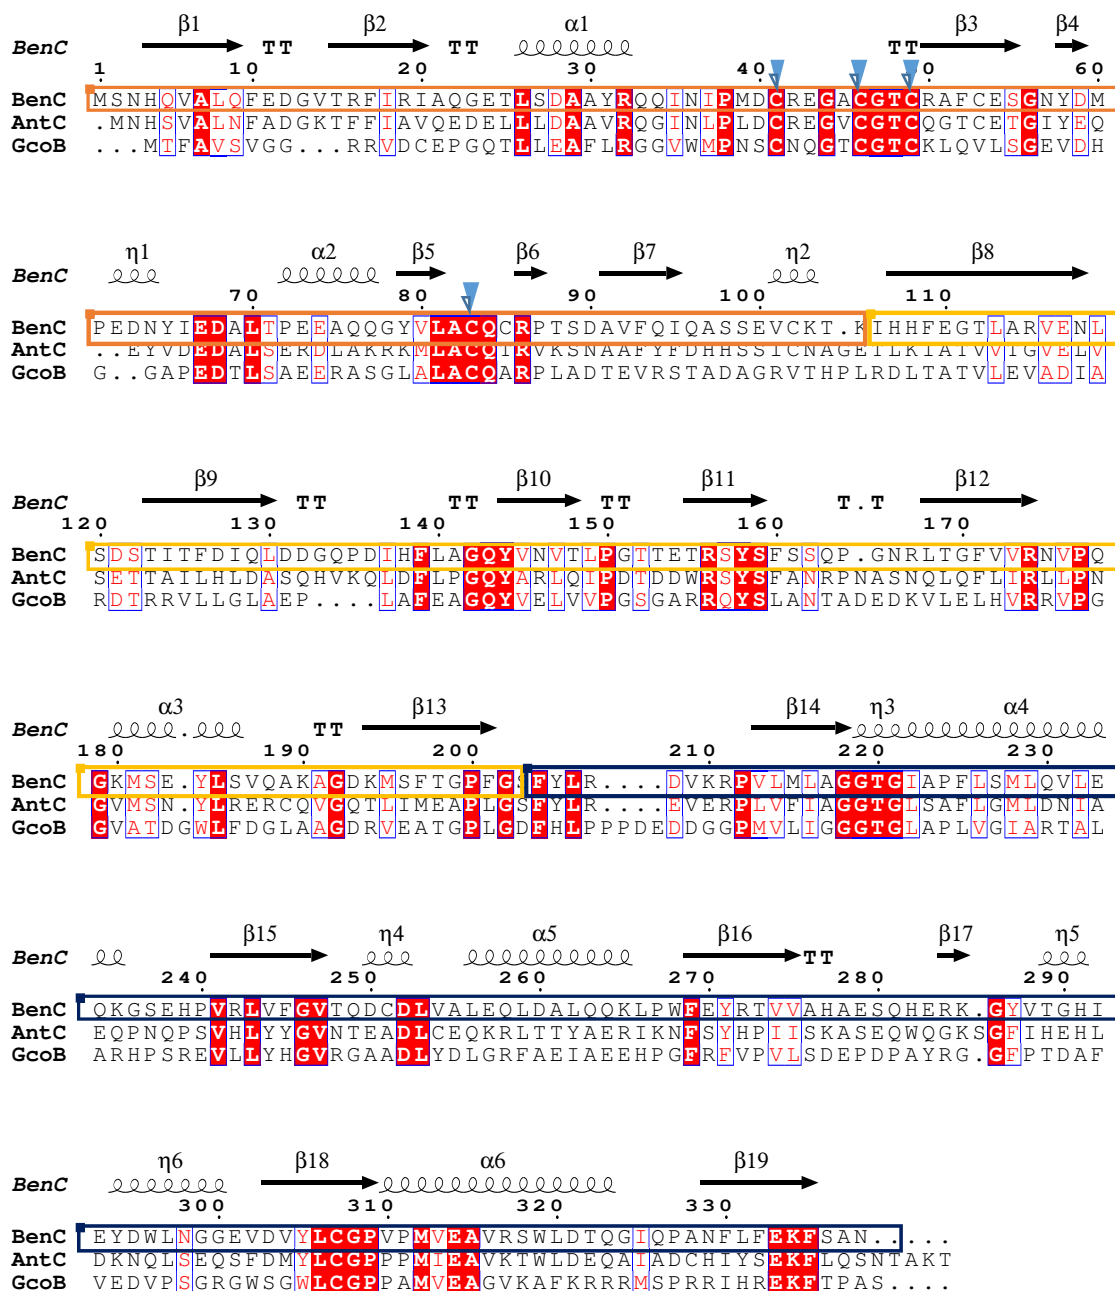 BenC β1 TT β2 TT α1 TT β3 β4
1 10 20 30 40 50 60
BenC MSNHQVALQFEDGVTRFIRIAQGETLSDAAYRQQINIPMDCREGACGTCRAFCESGNYDM
AntC .MNHSVALNFADGKTFFIAVQEDELLLDAAVRQGINLPLDCREGVCGTCQGTCETGIYEQ
GcoB ...MTFAVSVGG...RRVDCEPGQTLLEAFLRGGVWMPNSCNQGTCGTCKLQVLSGEVDH
BenC η1 α2 β5 β6 β7 η2 β8
70 80 90 100 110
BenC PEDNYIEDALTPEEAQQGYVLACQCRPTSDAVFQIQASSEVCKT.KIHHFEGTLARVENL
AntC ..EYVDEDALSERDLAKRKMLACQTRVKSNAAFYFDHHSSICNAGETLKIATVVTGVELV
GcoB G..GAPEDTLSAEERASGLALACQARPLADTEVRSTADAGRVTHPLRDLTATVLEVADIA
BenC β9 TT TT β10 TT β11 T.T β12
120 130 140 150 160 170
BenC SDSTITFDIQLDDGQPDIHFLAGQYVNVTLPGTTETRSYSFSSQP.GNRLTGFVVRNVPQ
AntC SETTAILHLDASQHVKQLDFLPGQYARLQIPDTDDWRSYSFANRPNASNQLQFLIRLLPN
GcoB RDTRRVLLGLAEP....LAFEAGQYVELVVPGSGARRQYSLANTADEDKVLELHVRRVPG
BenC α3 . TT β13 β14 η3 α4
180 190 200 210 220 230
BenC GKMSE.YLSVQAKAGDKMSFTGPFGSFYLR....DVKRPVLMLAGGTGIAPFLSMLQVLE
AntC GVMSN.YLRERCQVGQTLIMEAPLGSFYLR....EVERPLVFIAGGTGLSAFLGMLDNIA
GcoB GVATDGWLFDGLAAGDRVEATGPLGDFHLPPPDEDDGGPMVLIGGGTGLAPLVGIARTAL
BenC β15 η4 α5 β16 TT β17 η5
240 250 260 270 280 290
BenC QKGSEHPVRLVFGVTQDCDLVALEQLDALQQKLPWFEYRTVVAHAESQHERK.GYVTGHI
AntC EQPNQPSVHLYYGVNTEADLCEQKRLTTYAERIKNFSYHPIISKASEQWQGKSGFIHEHL
GcoB ARHPSREVLLYHGVRGAADLYDLGRFAEIAEEHPGFRFVPVLSDEPDPAYRG.GFPTDAF
BenC η6 β18 α6 β19
300 310 320 330
BenC EYDWLNGGEVDVYLCGPVPMVEAVRSWLDTQGIQPANFLFEKFSAN.....
AntC DKNQLSEQSFDMYLCGPPPMIEAVKTWLDEQAIADCHIYSEKFLQSNTAKT
GcoB VEDVPSGRGWSGWLCGPPAMVEAGVKAFKRRRMSPRRIHREKFTPAS....